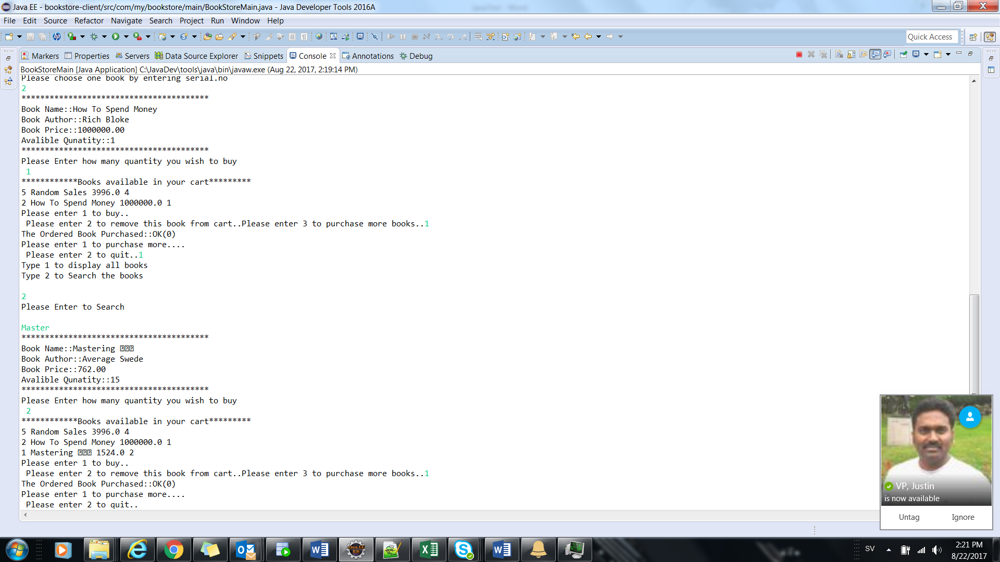 Java EE - bookstore-client/src/com/my/bookstore/main/BookStoreMain.java - Java Developer Tools 2016A
File Edit Source Refactor Navigate Search Project Run Window Help
Quick Access
Markers Properties Servers Data Source Explorer Snippets Console Annotations Debug
BookStoreMain [Java Application] C:\JavaDev\tools\java\bin\javaw.exe (Aug 22, 2017, 2:19:14 PM)
Please choose one book by entering serial.no
2
****************************************
Book Name::How To Spend Money
Book Author::Rich Bloke
Book Price::1000000.00
Avalible Qunatity::1
****************************************
Please Enter how many quantity you wish to buy
1
************Books available in your cart*********
5 Random Sales 3996.0 4
2 How To Spend Money 1000000.0 1
Please enter 1 to buy..
Please enter 2 to remove this book from cart..Please enter 3 to purchase more books..1
The Ordered Book Purchased::OK(0)
Please enter 1 to purchase more....
Please enter 2 to quit..1
Type 1 to display all books
Type 2 to Search the books
2
Please Enter to Search
Master
****************************************
Book Name::Mastering
Book Author::Average Swede
Book Price::762.00
Avalible Qunatity::15
****************************************
Please Enter how many quantity you wish to buy
2
************Books available in your cart*********
5 Random Sales 3996.0 4
2 How To Spend Money 1000000.0 1
1 Mastering 1524.0 2
Please enter 1 to buy..
Please enter 2 to remove this book from cart..Please enter 3 to purchase more books..1
The Ordered Book Purchased::OK(0)
Please enter 1 to purchase more....
Please enter 2 to quit..
VP, Justin
is now available
Untag Ignore
SV
2:21 PM
8/22/2017